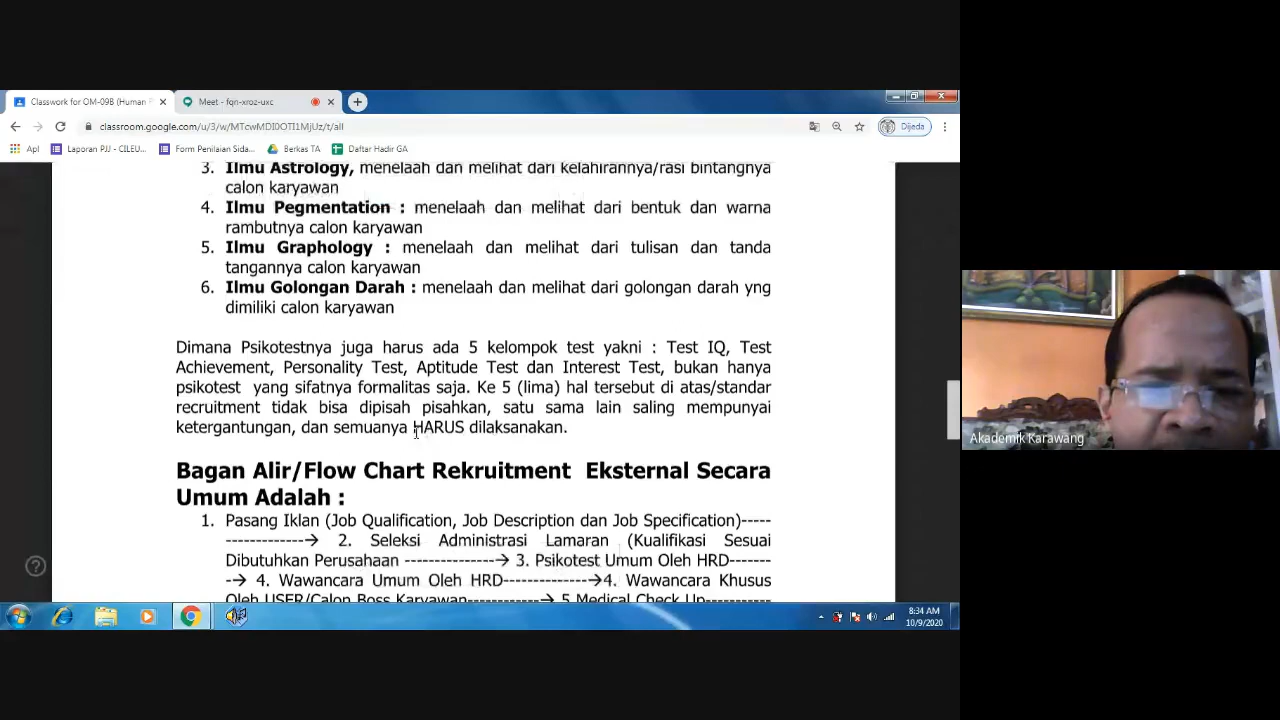 Classwork for OM-09B (Human P
Meet - fqn-xroz-uxc
classroom.google.com/u/3/w/MTcwMDI0OTI1MjUz/t/all
Dijeda
Apl
Laporan PJJ - CILEU...
Form Penilaian Sida...
Berkas TA
Daftar Hadir GA
3. Ilmu Astrology, menelaah dan melihat dari kelahirannya/rasi bintangnya
calon karyawan
4. Ilmu Pegmentation : menelaah dan melihat dari bentuk dan warna
rambutnya calon karyawan
5. Ilmu Graphology : menelaah dan melihat dari tulisan dan tanda
tangannya calon karyawan
6. Ilmu Golongan Darah : menelaah dan melihat dari golongan darah yng
dimiliki calon karyawan
Dimana Psikotestnya juga harus ada 5 kelompok test yakni : Test IQ, Test
Achievement, Personality Test, Aptitude Test dan Interest Test, bukan hanya
psikotest yang sifatnya formalitas saja. Ke 5 (lima) hal tersebut di atas/standar
recruitment tidak bisa dipisah pisahkan, satu sama lain saling mempunyai
ketergantungan, dan semuanya HARUS dilaksanakan.
Bagan Alir/Flow Chart Rekruitment Eksternal Secara
Umum Adalah :
1. Pasang Iklan (Job Qualification, Job Description dan Job Specification)-----
--------------→ 2. Seleksi Administrasi Lamaran (Kualifikasi Sesuai
Dibutuhkan Perusahaan ---------------→ 3. Psikotest Umum Oleh HRD-------
-→ 4. Wawancara Umum Oleh HRD--------------→4. Wawancara Khusus
Oleh USER/Calon Boss Karyawan------------→ 5.Medical Check Up-----------
Akademik Karawang
8:34 AM
10/9/2020